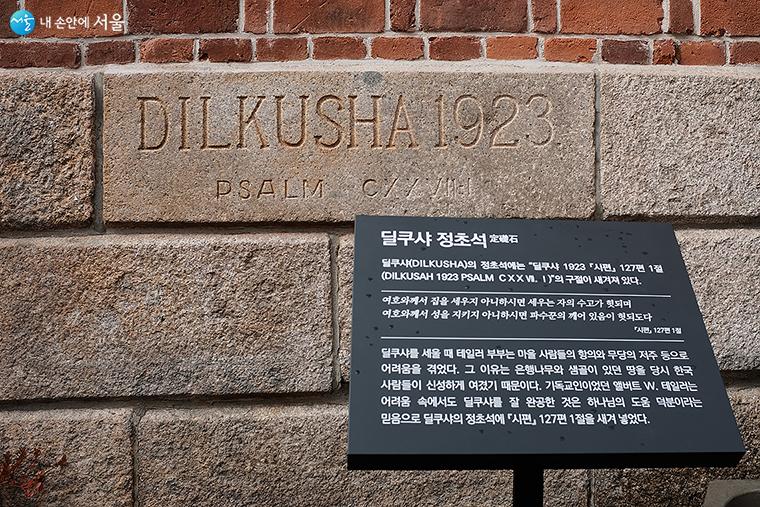 서울 내 손안에 서울
DILKUSHA 1923
PSALM CXXVII·I
딜쿠샤 정초석 定礎石
딜쿠샤(DILKUSHA)의 정초석에는 "딜쿠샤 1923 『시편』 127편 1절
(DILKUSAH 1923 PSALM CXXVII. I)"의 구절이 새겨져 있다.
여호와께서 집을 세우지 아니하시면 세우는 자의 수고가 헛되며
여호와께서 성을 지키지 아니하시면 파수꾼의 깨어 있음이 헛되도다
『시편』 127편 1절
딜쿠샤를 세울 때 테일러 부부는 마을 사람들의 항의와 무당의 저주 등으로
어려움을 겪었다. 그 이유는 은행나무와 샘골이 있던 땅을 당시 한국
사람들이 신성하게 여겼기 때문이다. 기독교인이었던 앨버트 W. 테일러는
어려움 속에서도 딜쿠샤를 잘 완공한 것은 하나님의 도움 덕분이라는
믿음으로 딜쿠샤의 정초석에 『시편』 127편 1절을 새겨 넣었다.